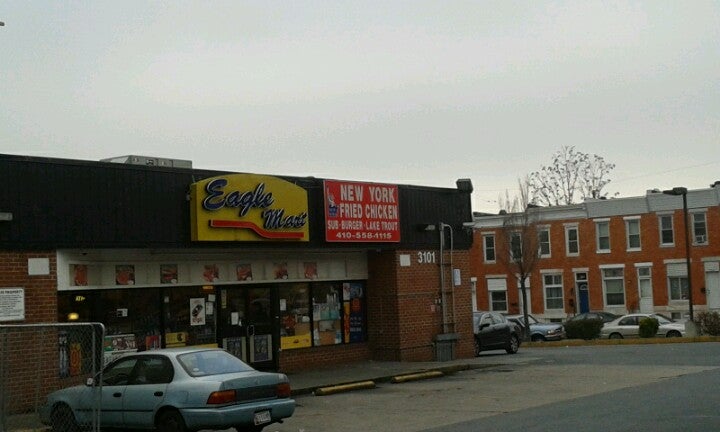 Eagle
Mart
NEW YORK
FRIED CHICKEN
SUB·BURGER·LAKE TROUT
410-558-1115
3101